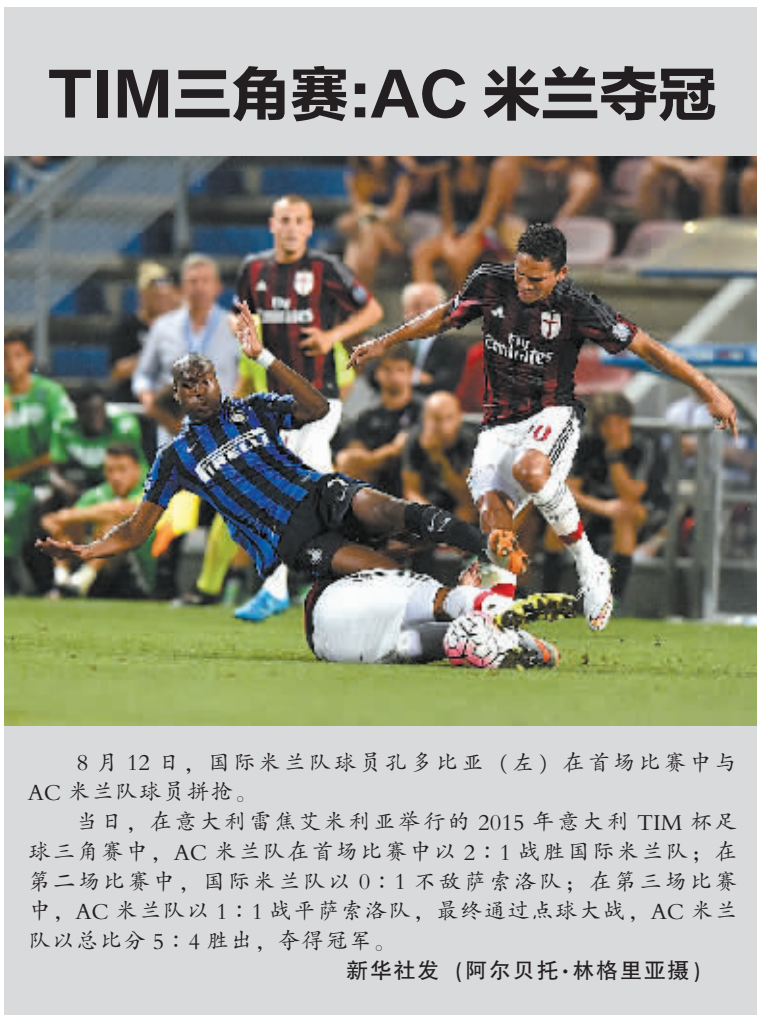 TIM三角赛:AC 米兰夺冠
Fly
Emirates
Fly
Emirates
PIRELLI
10
8 月 12 日，国际米兰队球员孔多比亚（左）在首场比赛中与
AC 米兰队球员拼抢。
当日，在意大利雷焦艾米利亚举行的 2015 年意大利 TIM 杯足
球三角赛中，AC 米兰队在首场比赛中以 2∶1 战胜国际米兰队；在
第二场比赛中，国际米兰队以 0∶1 不敌萨索洛队；在第三场比赛
中，AC 米兰队以 1∶1 战平萨索洛队，最终通过点球大战，AC 米兰
队以总比分 5∶4 胜出，夺得冠军。
新华社发（阿尔贝托·林格里亚摄）